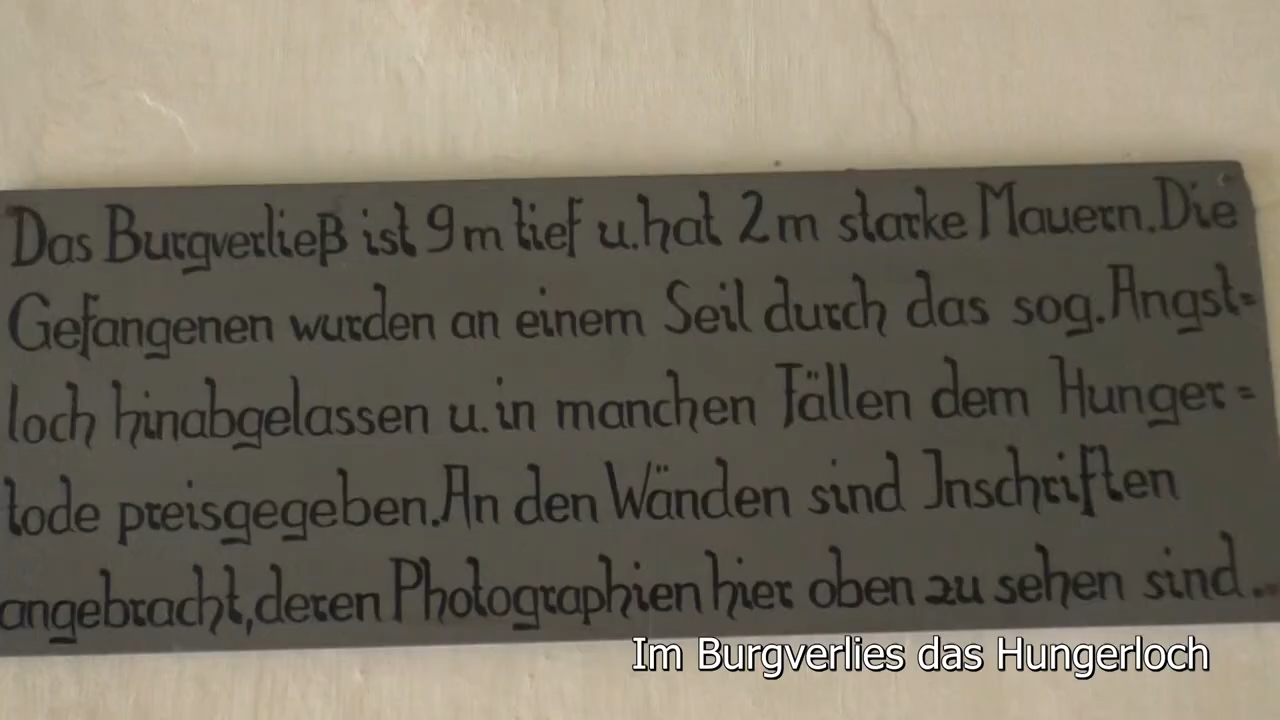 Das Burgverließ ist 9m tief u. hat 2m starke Mauern. Die
Gefangenen wurden an einem Seil durch das sog. Angst=
loch hinabgelassen u. in manchen Fällen dem Hunger=
tode preisgegeben. An den Wänden sind Inschriften
angebracht, deren Photographien hier oben zu sehen sind.
Im Burgverlies das Hungerloch